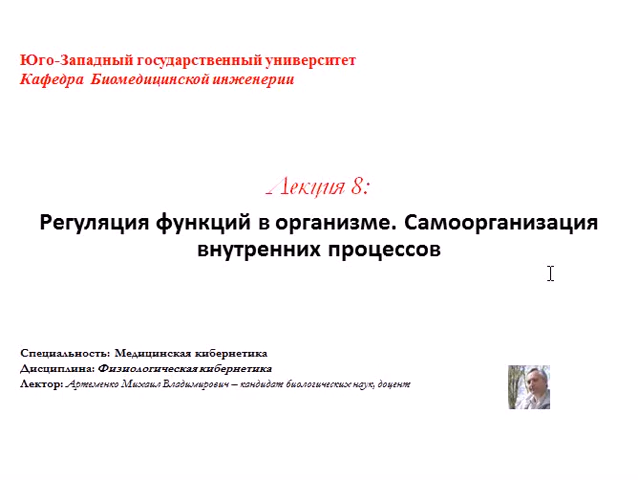 Юго-Западный государственный университет
Кафедра Биомедицинской инженерии
Лекция 8:
Регуляция функций в организме. Самоорганизация
внутренних процессов
Специальность: Медицинская кибернетика
Дисциплина: Физиологическая кибернетика
Лектор: Артеменко Михаил Владимирович – кандидат биологических наук, доцент